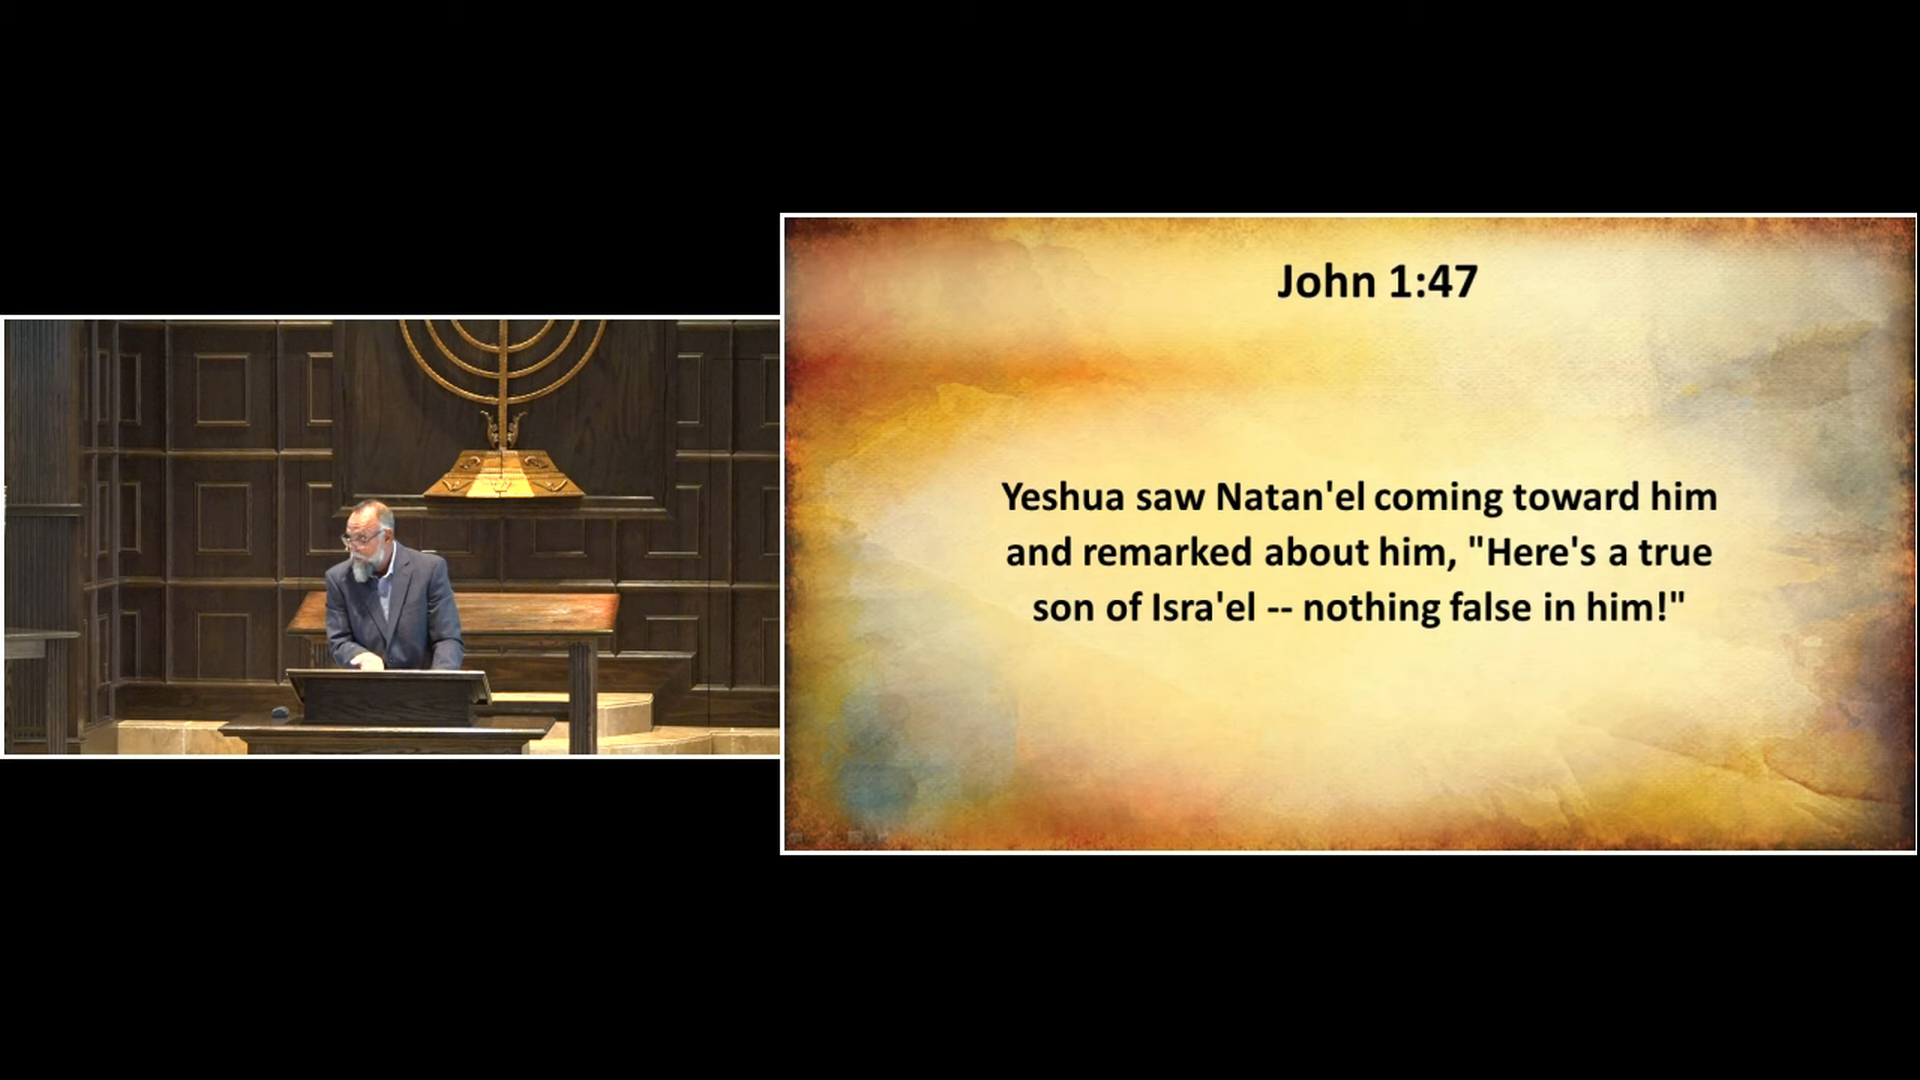 John 1:47
Yeshua saw Natan'el coming toward him
and remarked about him, "Here's a true
son of Isra'el -- nothing false in him!"